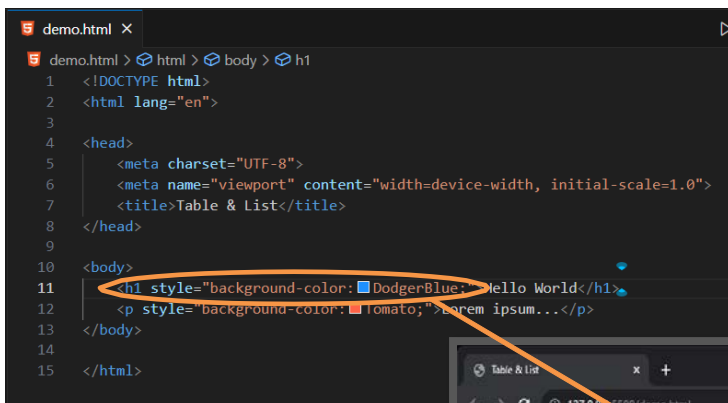 demo.html
demo.html > html > body > h1
1 <!DOCTYPE html>
2 <html lang="en">
3
4 <head>
5 <meta charset="UTF-8">
6 <meta name="viewport" content="width=device-width, initial-scale=1.0">
7 <title>Table & List</title>
8 </head>
9
10 <body>
11 <h1 style="background-color: DodgerBlue;">Hello World</h1>
12 <p style="background-color: Tomato;">Lorem ipsum...</p>
13 </body>
14
15 </html>
Table & List